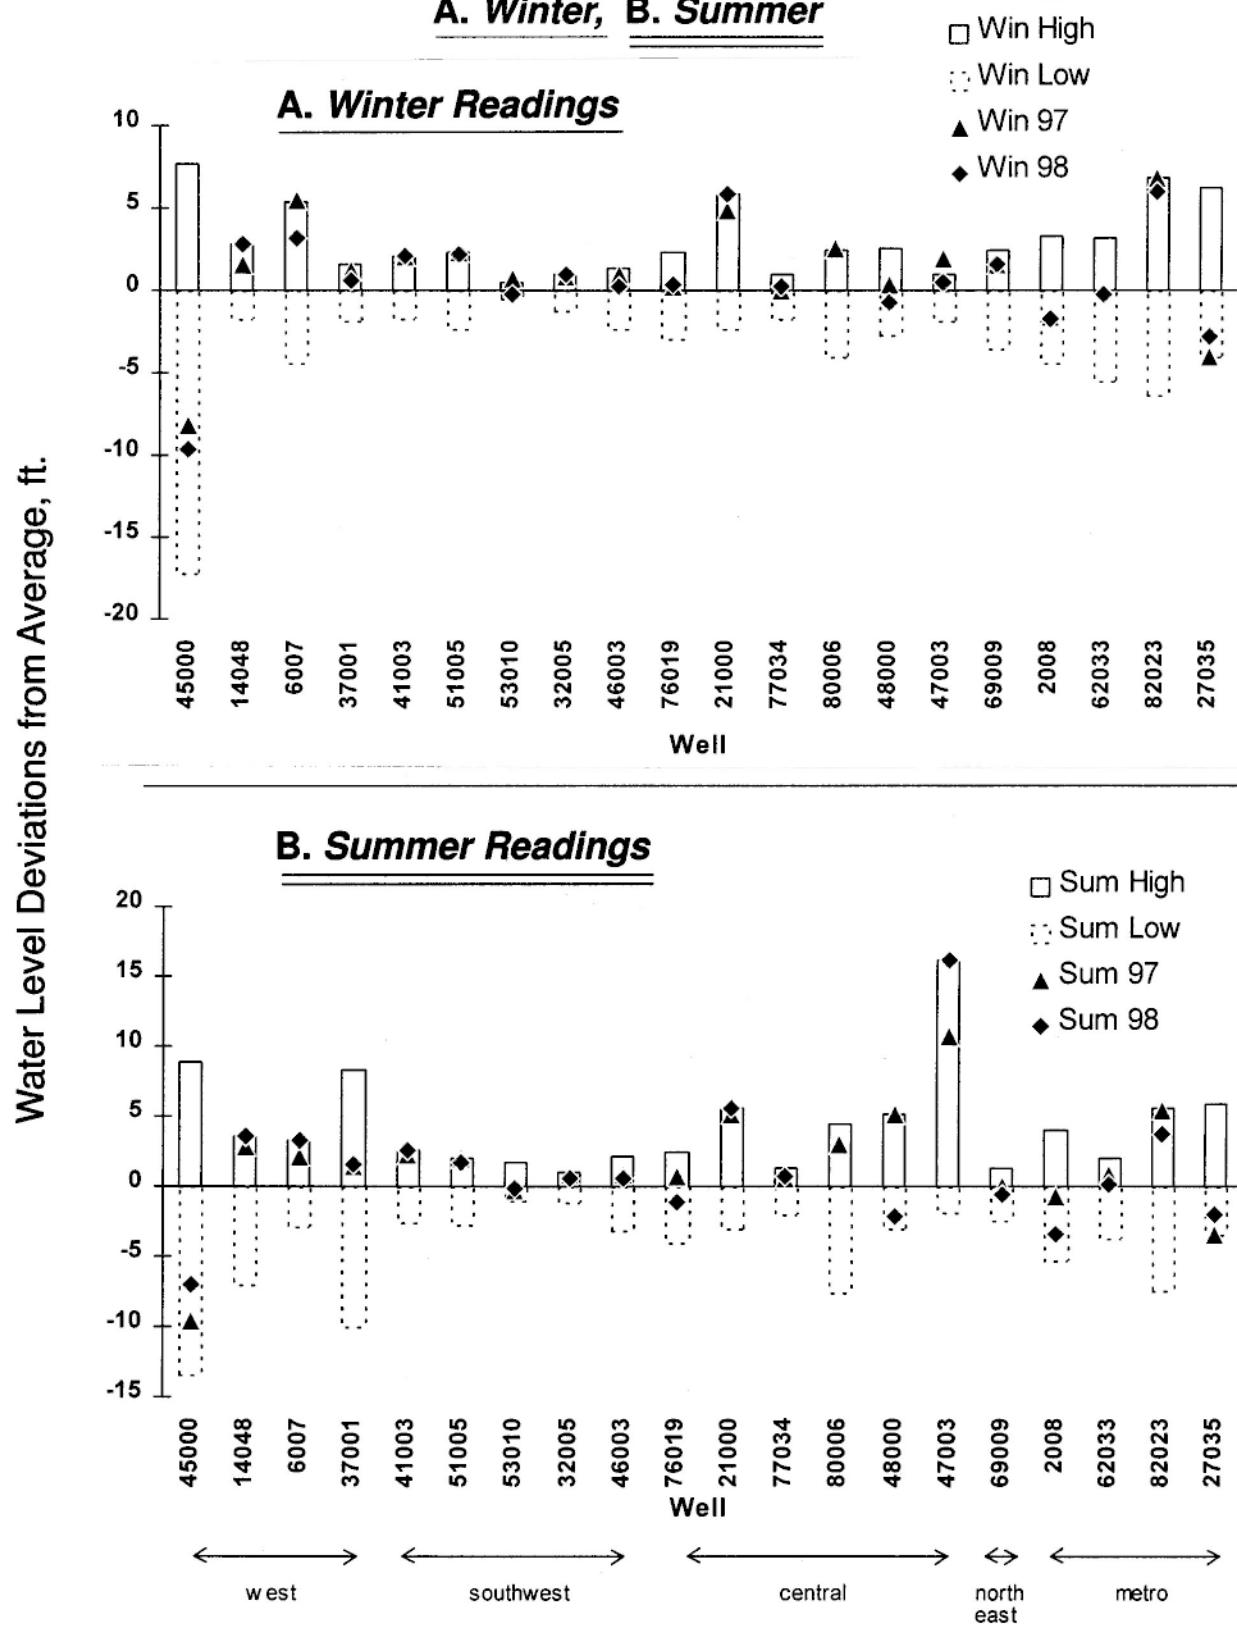 A. Winter, B. Summer
Win High
Win Low
Win 97
Win 98
A. Winter Readings
10
5
0
-5
-10
-15
-20
45000 14048 6007 37001 41003 51005 53010 32005 46003 76019 21000 77034 80006 48000 47003 69009 2008 62033 82023 27035
Well
Water Level Deviations from Average, ft.
B. Summer Readings
Sum High
Sum Low
Sum 97
Sum 98
20
15
10
5
0
-5
-10
-15
45000 14048 6007 37001 41003 51005 53010 32005 46003 76019 21000 77034 80006 48000 47003 69009 2008 62033 82023 27035
Well
west southwest central north east metro